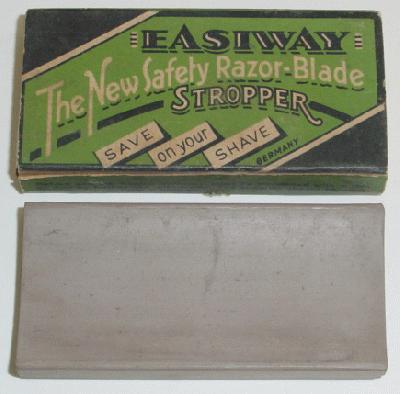 EASIWAY
The New Safety Razor-Blade
STROPPER
SAVE on your SHAVE
GERMANY